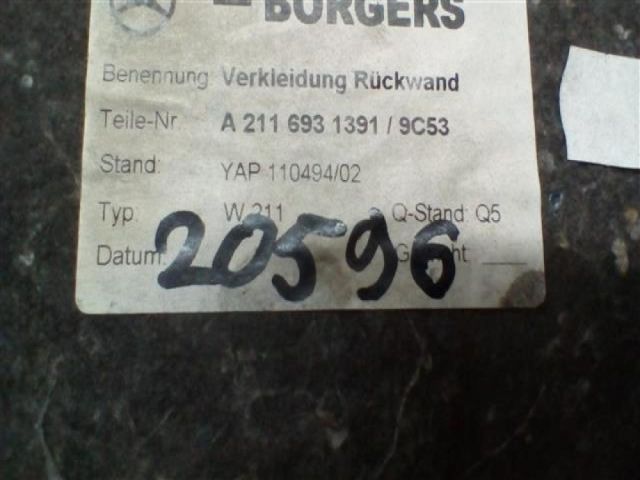 BORGERS
Benennung: Verkleidung Rückwand
Teile-Nr. A 211 693 1391 / 9C53
Stand: YAP 110494/02
Typ: W 211 Q-Stand: Q5
Datum:
20596